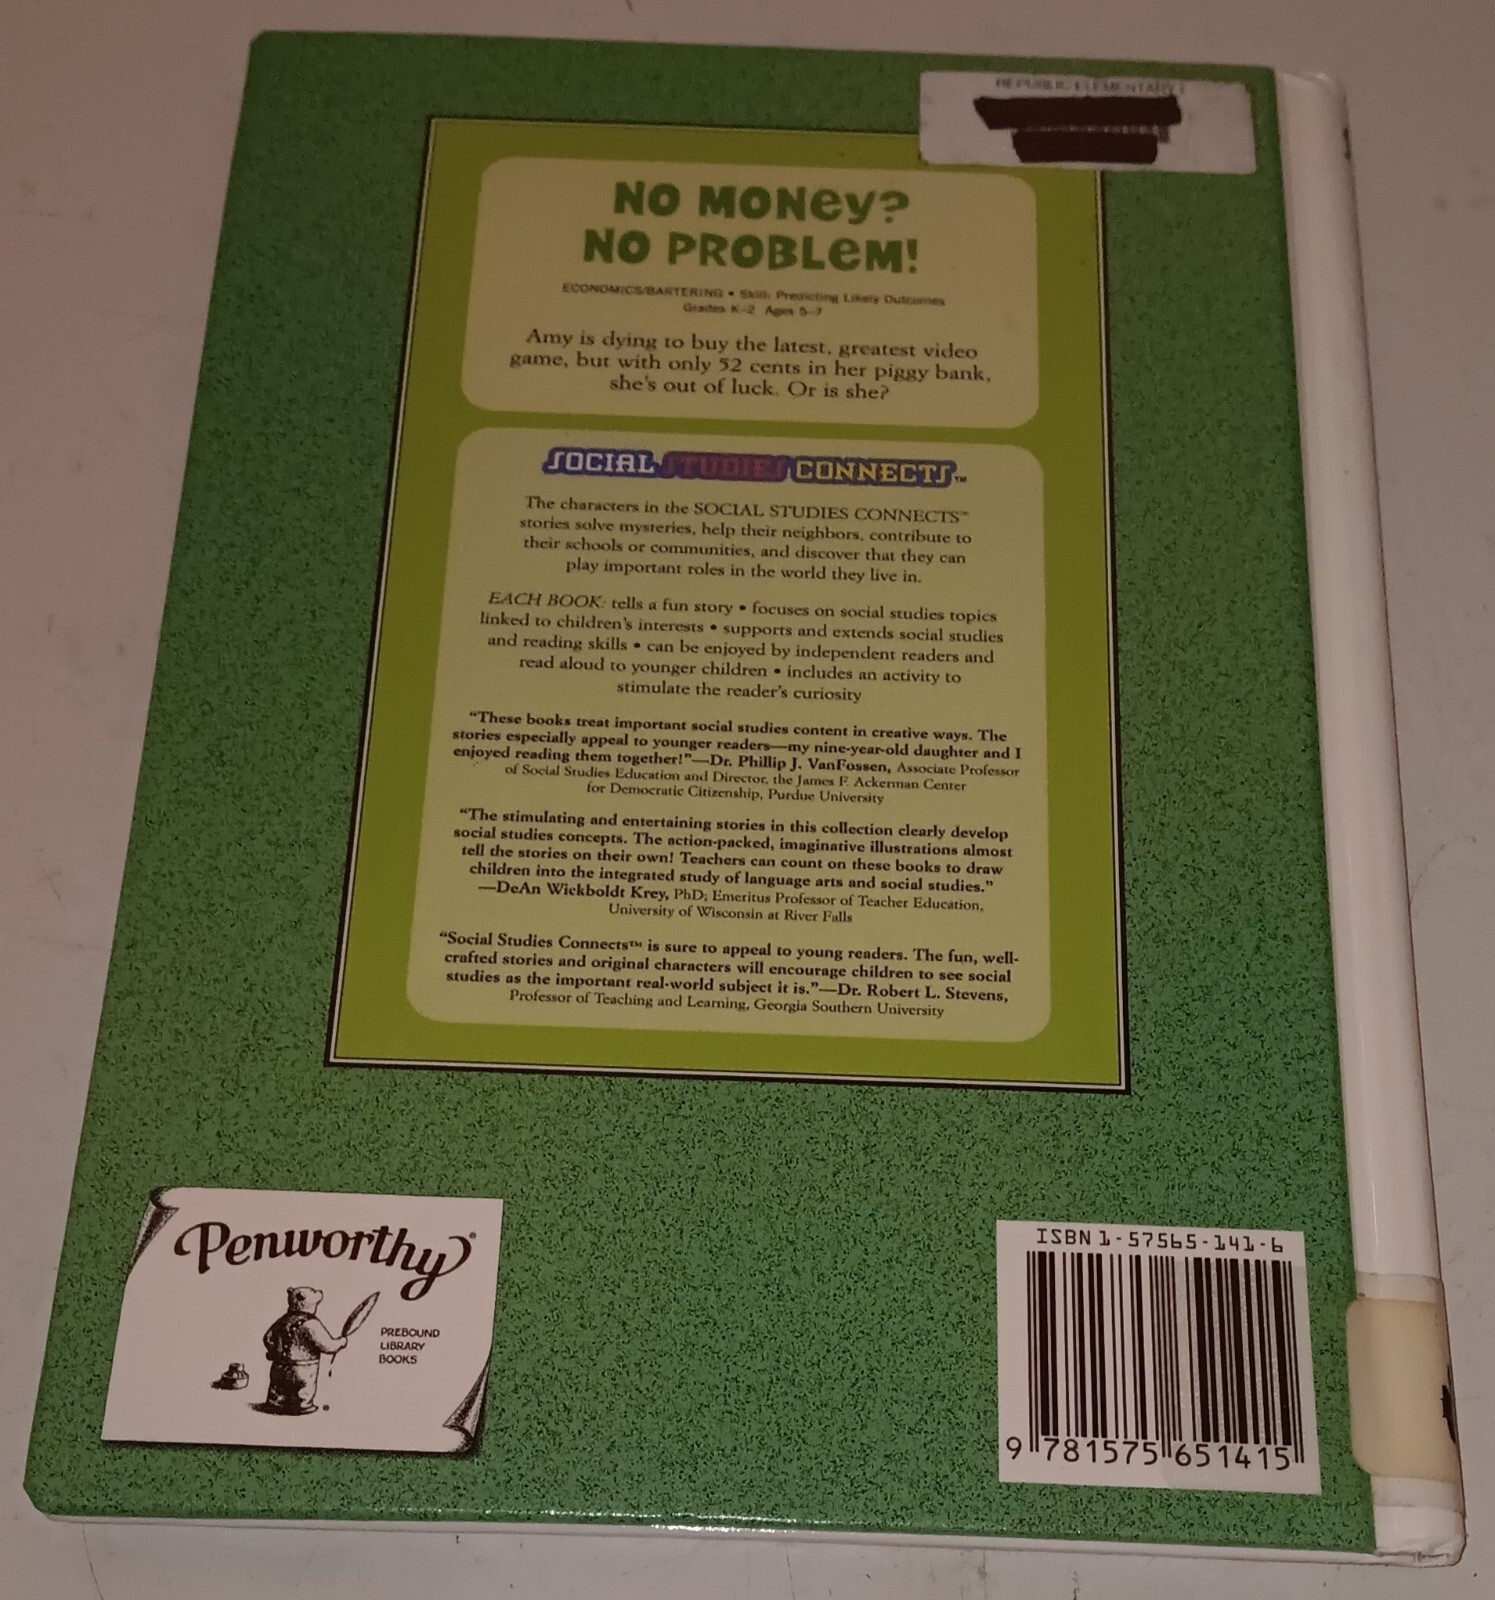 REPUBLIC ELEMENTARY I
NO MONEY?
NO PROBLEM!
ECONOMICS/BARTERING • Skill: Predicting Likely Outcomes
Grades K–2 Ages 5–7
Amy is dying to buy the latest, greatest video
game, but with only 52 cents in her piggy bank,
she's out of luck. Or is she?
SOCIAL STUDIES CONNECTS™
The characters in the SOCIAL STUDIES CONNECTS™
stories solve mysteries, help their neighbors, contribute to
their schools or communities, and discover that they can
play important roles in the world they live in.
EACH BOOK: tells a fun story • focuses on social studies topics
linked to children's interests • supports and extends social studies
and reading skills • can be enjoyed by independent readers and
read aloud to younger children • includes an activity to
stimulate the reader's curiosity
“These books treat important social studies content in creative ways. The
stories especially appeal to younger readers—my nine-year-old daughter and I
enjoyed reading them together!”—Dr. Phillip J. VanFossen, Associate Professor
of Social Studies Education and Director, the James F. Ackerman Center
for Democratic Citizenship, Purdue University
“The stimulating and entertaining stories in this collection clearly develop
social studies concepts. The action-packed, imaginative illustrations almost
tell the stories on their own! Teachers can count on these books to draw
children into the integrated study of language arts and social studies.”
—DeAn Wickboldt Krey, PhD; Emeritus Professor of Teacher Education,
University of Wisconsin at River Falls
“Social Studies Connects™ is sure to appeal to young readers. The fun, well-
crafted stories and original characters will encourage children to see social
studies as the important real-world subject it is.”—Dr. Robert L. Stevens,
Professor of Teaching and Learning, Georgia Southern University
Penworthy®
PREBOUND
LIBRARY
BOOKS
ISBN 1-57565-141-6
9 781575 651415